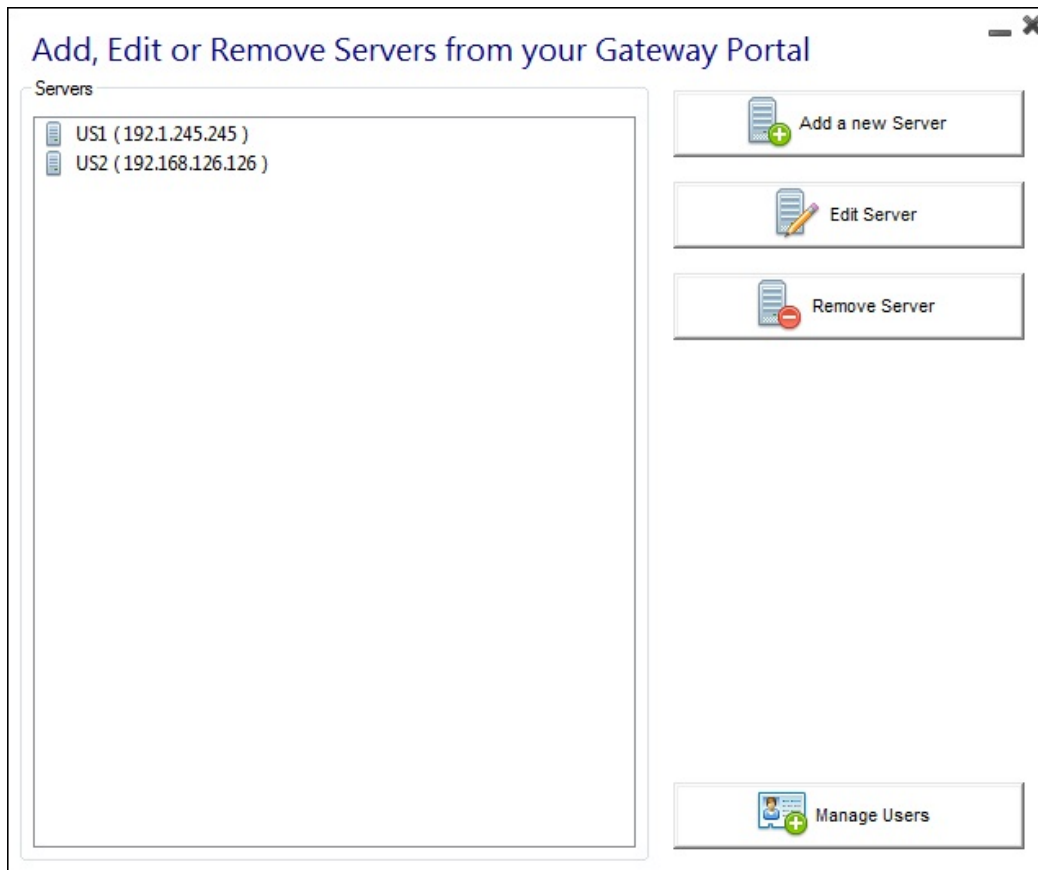 Add, Edit or Remove Servers from your Gateway Portal
Servers
US1 ( 192.1.245.245 )
US2 ( 192.168.126.126 )
Add a new Server
Edit Server
Remove Server
Manage Users